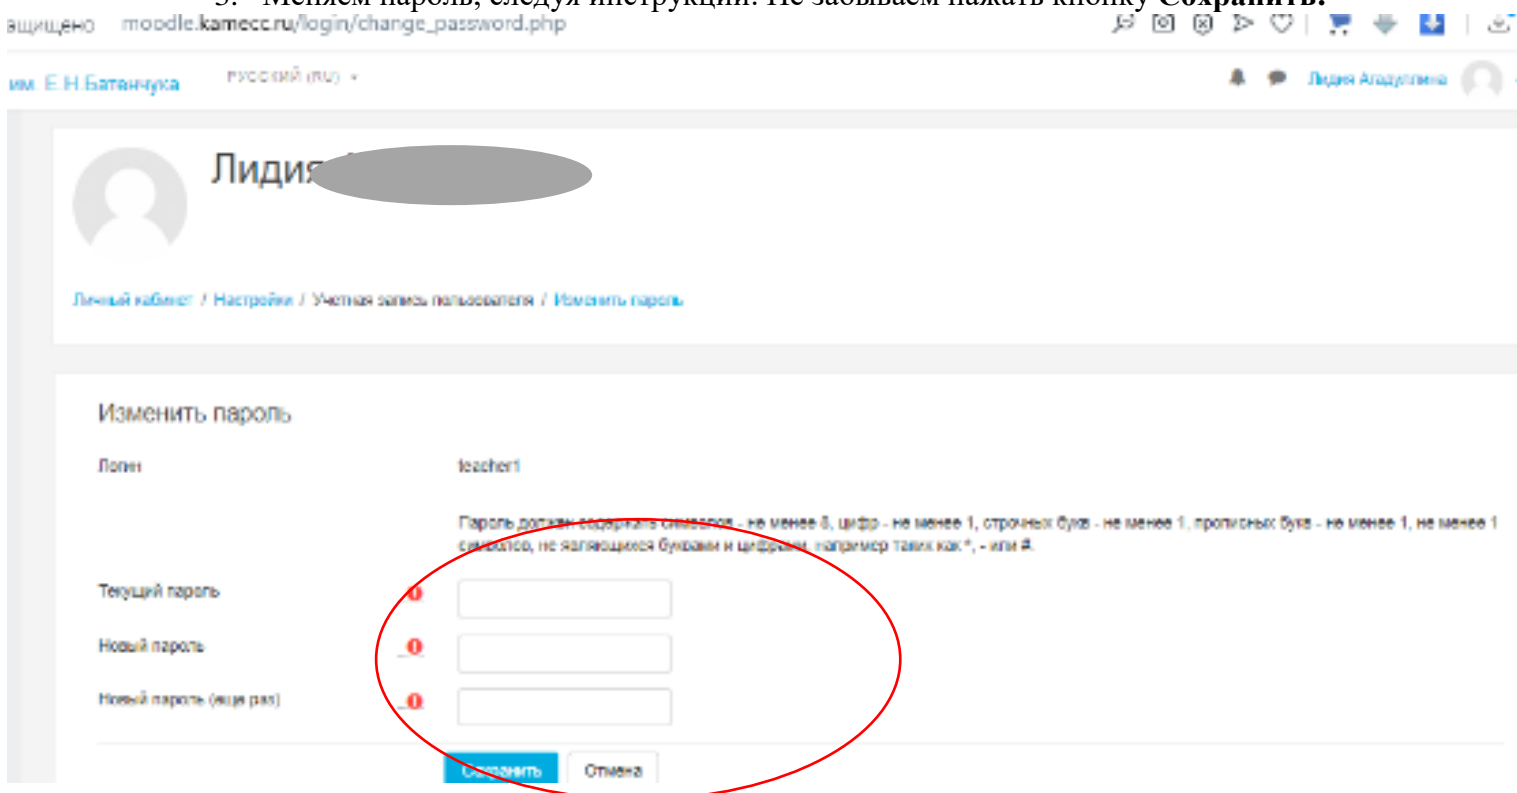 3. Меняем пароль, следуя инструкции. Не забываем нажать кнопку Сохранить.
ащищено moodle.kamecc.ru/login/change_password.php
им. Е.Н.Батенчука РУССКИЙ (RU) Лидия Агадуллина
Лидия
Личный кабинет / Настройки / Учетная запись пользователя / Изменить пароль
Изменить пароль
Логин teacher1
Пароль должен содержать символов - не менее 8, цифр - не менее 1, строчных букв - не менее 1, прописных букв - не менее 1, не менее 1
символов, не являющихся буквами и цифрами, например таких как *, - или #.
Текущий пароль
Новый пароль
Новый пароль (еще раз)
Сохранить Отмена